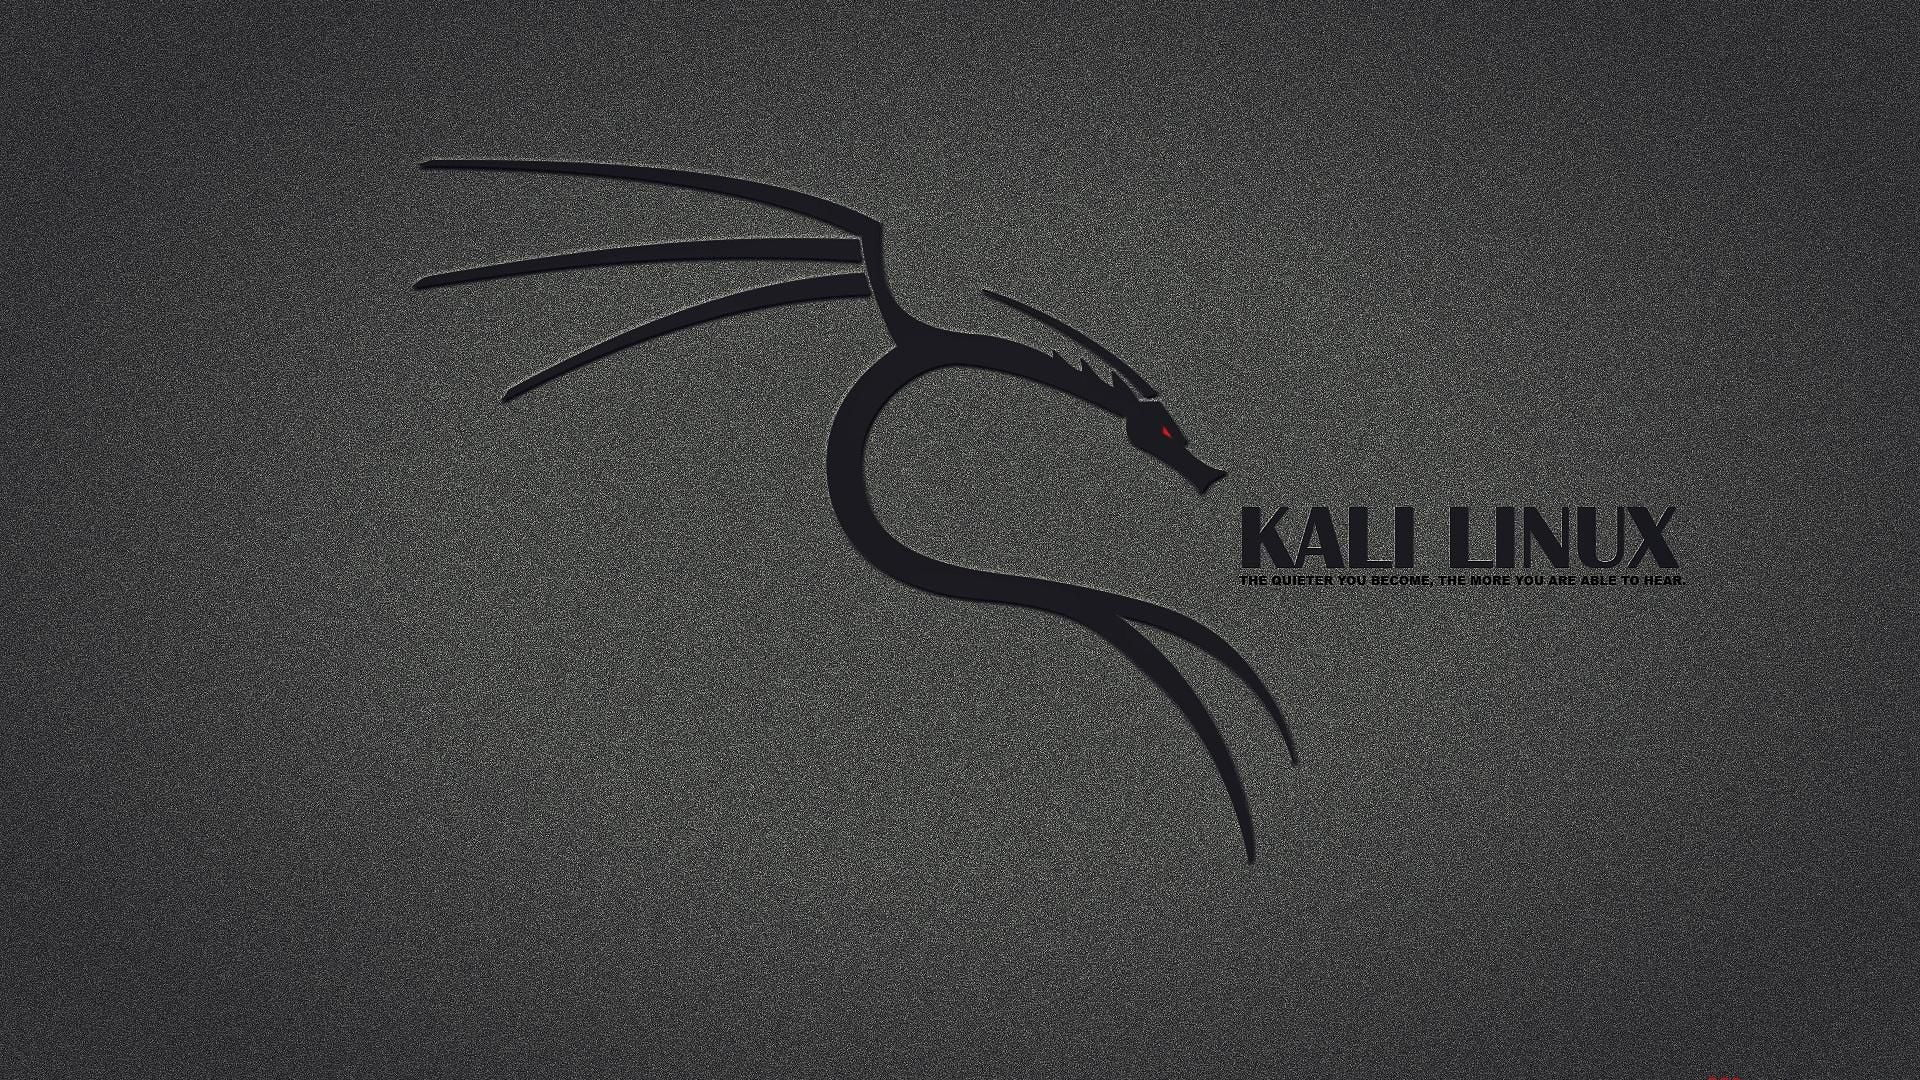 KALI LINUX
THE QUIETER YOU BECOME, THE MORE YOU ARE ABLE TO HEAR.